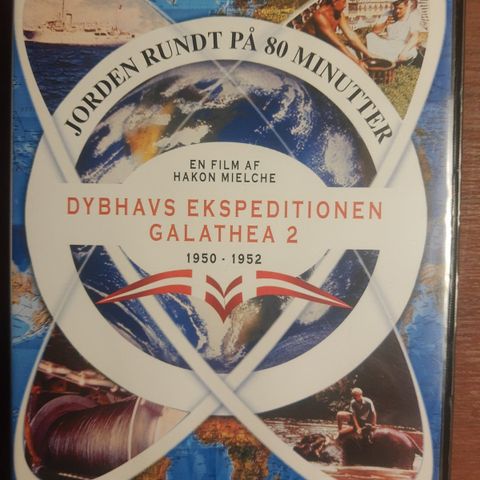 JORDEN RUNDT PÅ 80 MINUTTER
EN FILM AF
HAKON MIELCHE
DYBHAVS EKSPEDITIONEN
GALATHEA 2
1950 - 1952